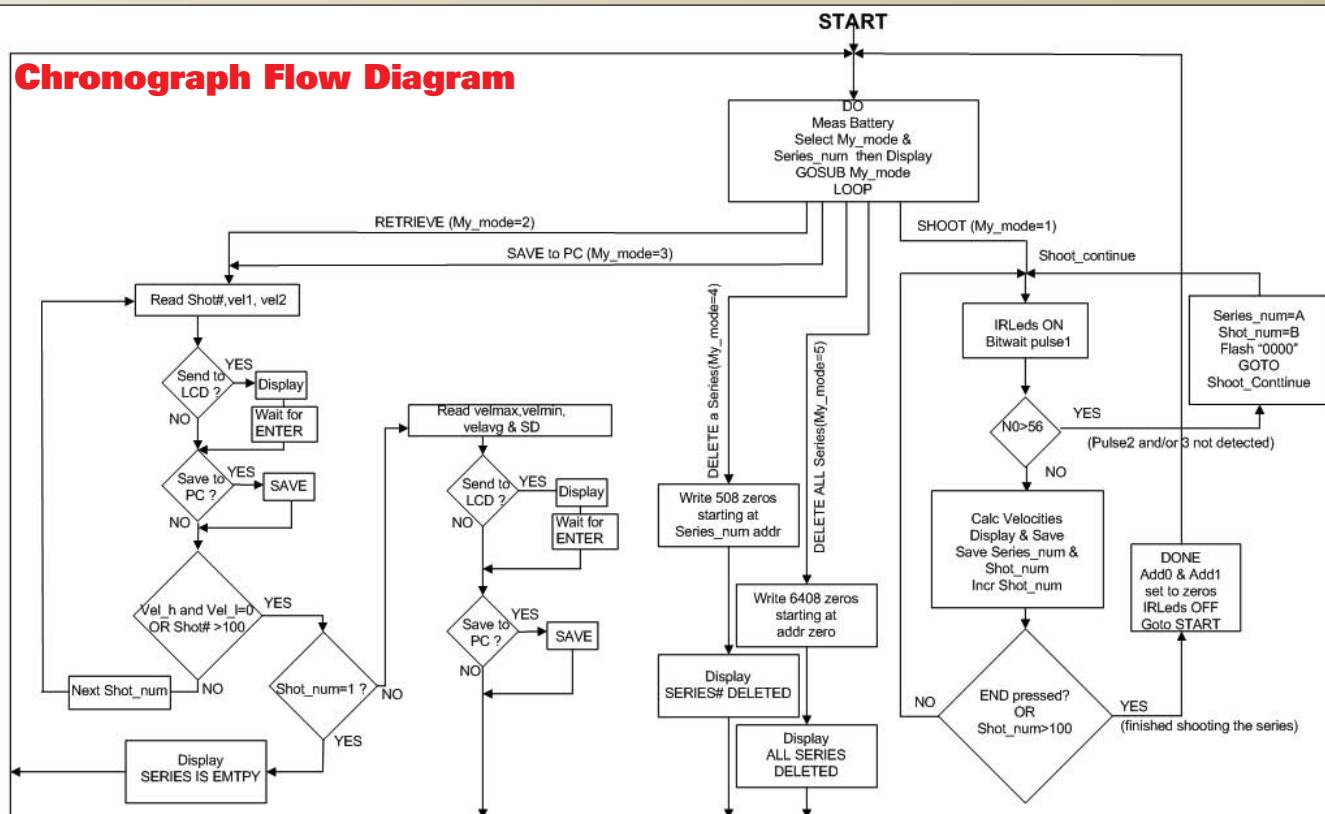 START
Chronograph Flow Diagram
DO
Meas Battery
Select My_mode &
Series_num then Display
GOSUB My_mode
LOOP
RETRIEVE (My_mode=2)
SAVE to PC (My_mode=3)
SHOOT (My_mode=1)
Shoot_continue
Read Shot#,vel1, vel2
Send to
LCD ?
YES
NO
Display
Wait for
ENTER
Save to
PC ?
YES
NO
SAVE
Vel_h and Vel_l=0
OR Shot# >100
YES
NO
Next Shot_num
Shot_num=1 ?
NO
YES
Display
SERIES IS EMTPY
Read velmax,velmin,
velavg & SD
Send to
LCD ?
YES
NO
Display
Wait for
ENTER
Save to
PC ?
YES
NO
SAVE
DELETE a Series(My_mode=4)
Write 508 zeros
starting at
Series_num addr
Display
SERIES# DELETED
DELETE ALL Series(My_mode=5)
Write 6408 zeros
starting at
addr zero
Display
ALL SERIES
DELETED
IRLeds ON
Bitwait pulse1
N0>56
YES
(Pulse2 and/or 3 not detected)
NO
Series_num=A
Shot_num=B
Flash “0000”
GOTO
Shoot_Conttinue
Calc Velocities
Display & Save
Save Series_num &
Shot_num
Incr Shot_num
END pressed?
OR
Shot_num>100
NO
YES
(finished shooting the series)
DONE
Add0 & Add1
set to zeros
IRLeds OFF
Goto START